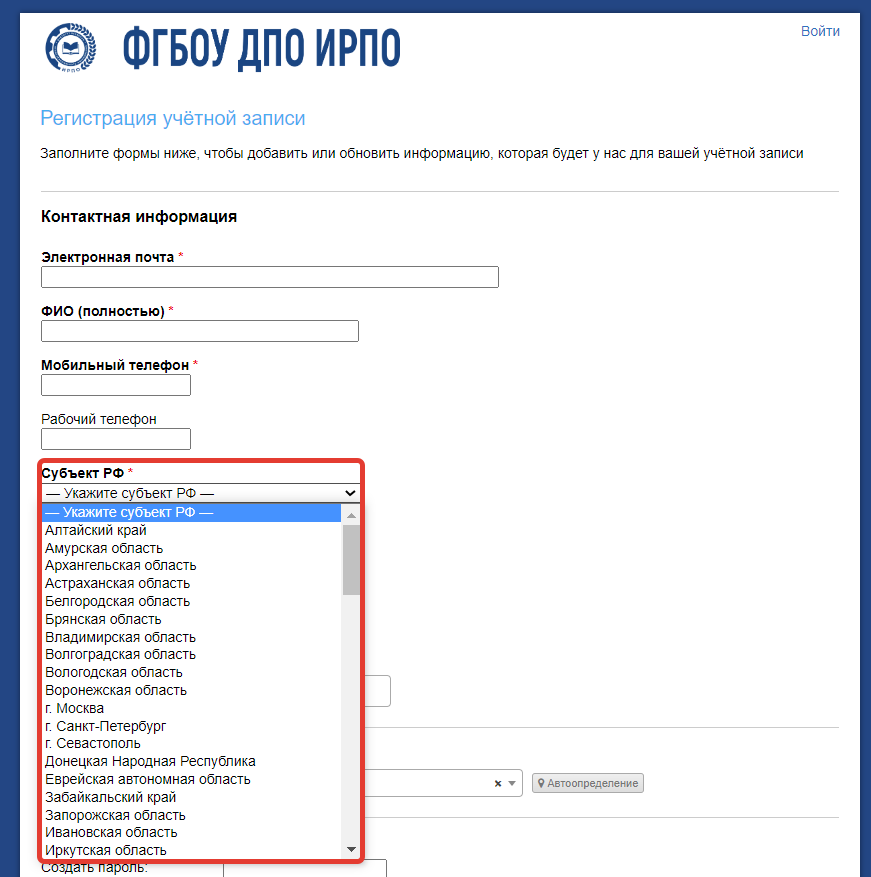 Войти
ИРПО
ФГБОУ ДПО ИРПО
Регистрация учётной записи
Заполните формы ниже, чтобы добавить или обновить информацию, которая будет у нас для вашей учётной записи
Контактная информация
Электронная почта *
ФИО (полностью) *
Мобильный телефон *
Рабочий телефон
Субъект РФ *
— Укажите субъект РФ —
— Укажите субъект РФ —
Алтайский край
Амурская область
Архангельская область
Астраханская область
Белгородская область
Брянская область
Владимирская область
Волгоградская область
Вологодская область
Воронежская область
г. Москва
г. Санкт-Петербург
г. Севастополь
Донецкая Народная Республика
Еврейская автономная область
× Автоопределение
Забайкальский край
Запорожская область
Ивановская область
Иркутская область
Создать пароль: